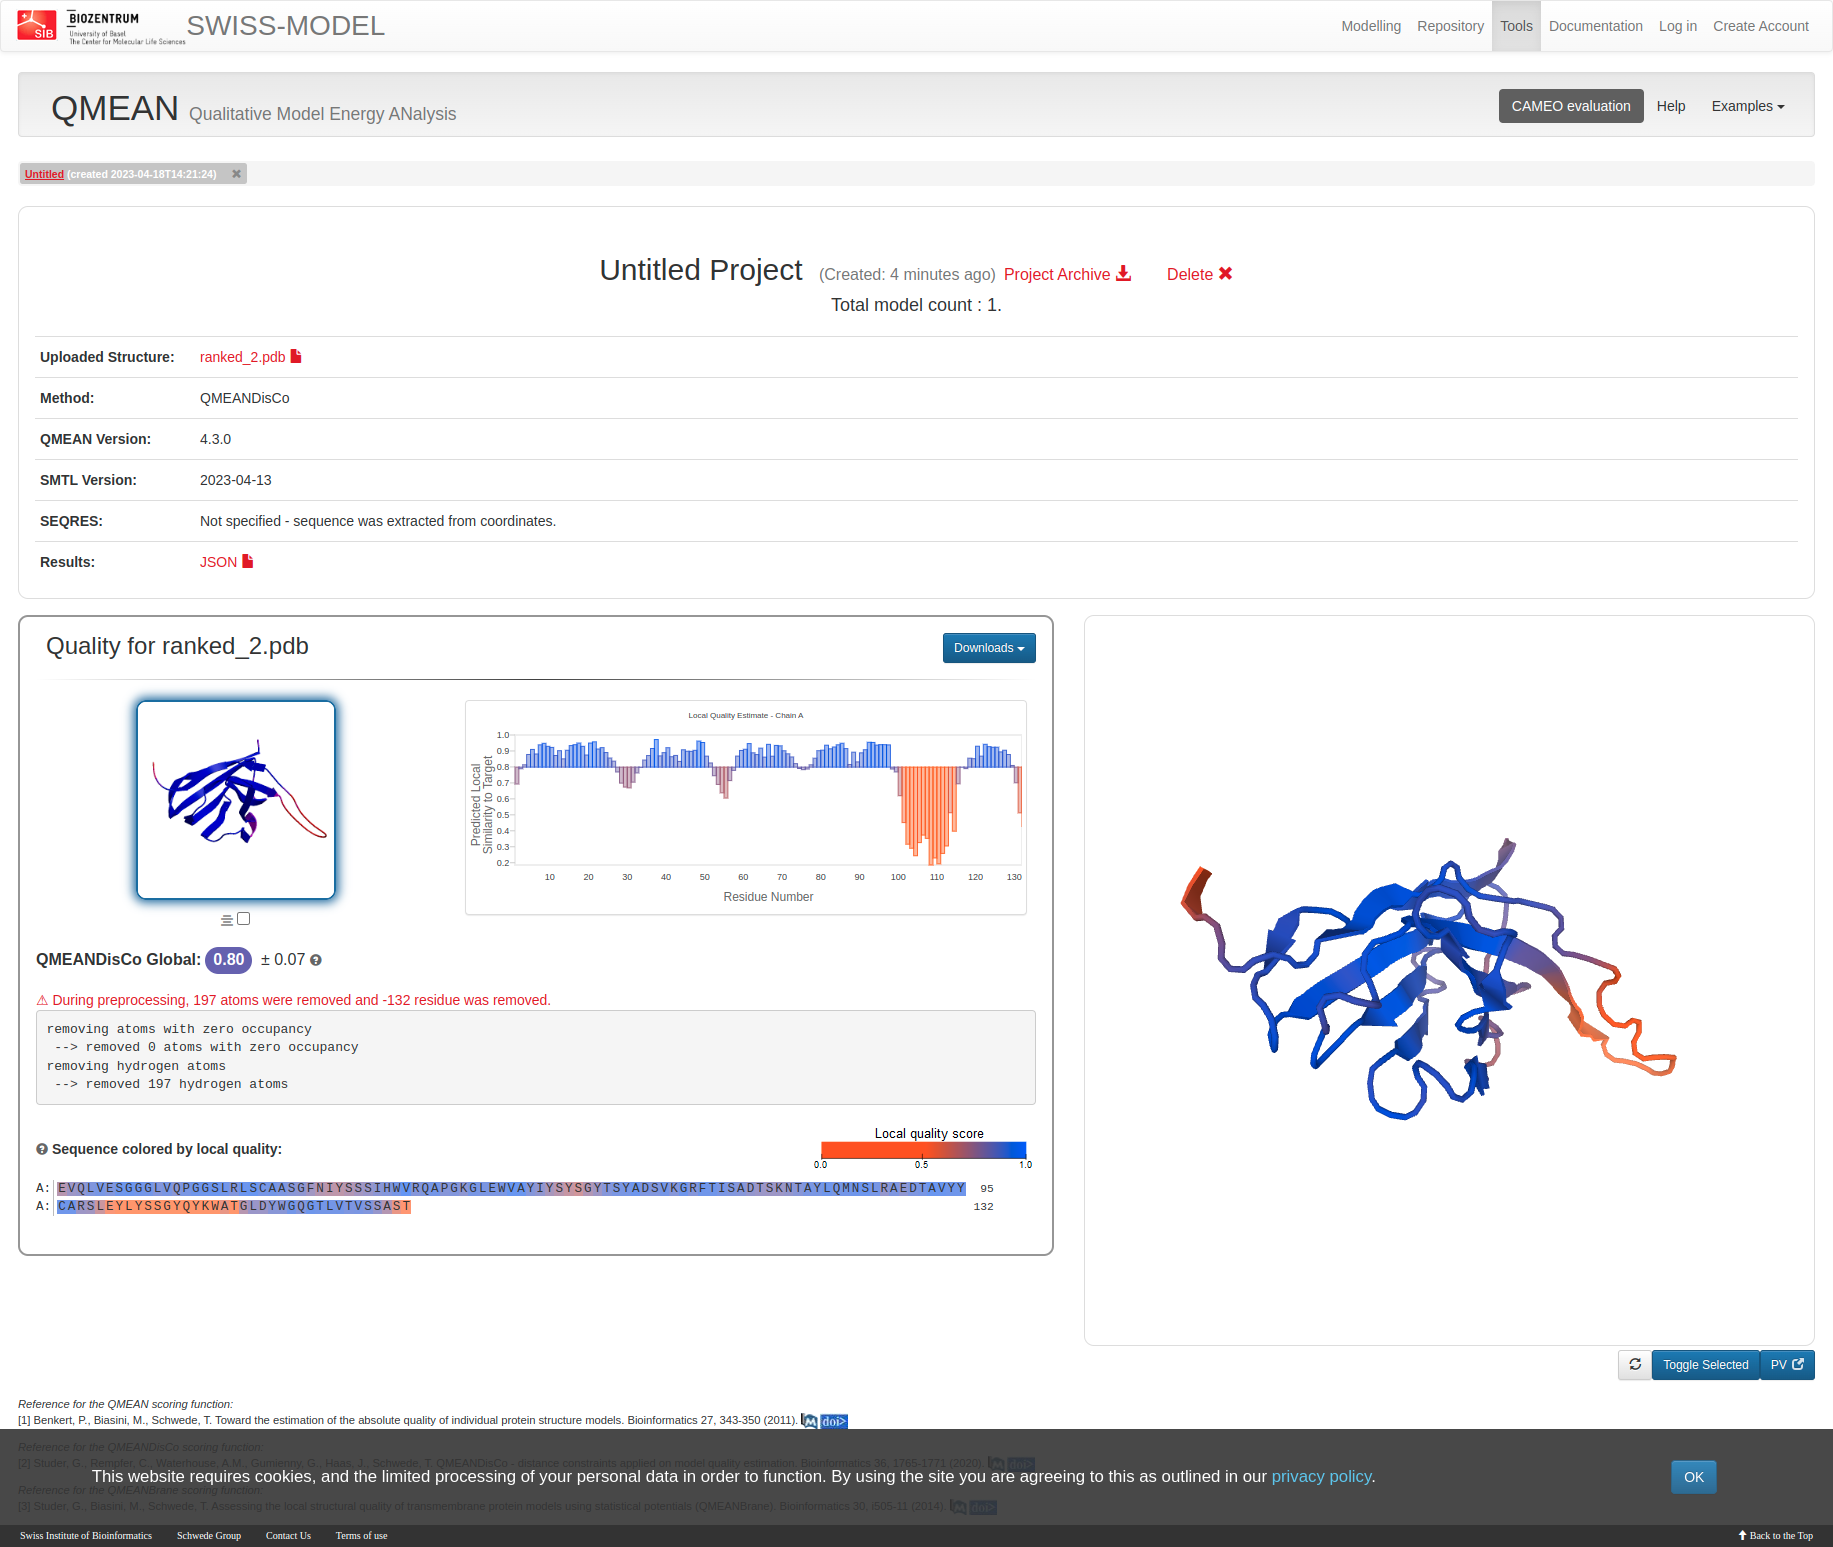 SIB
BIOZENTRUM
University of Basel
The Center for Molecular Life Sciences
SWISS-MODEL
Modelling Repository Tools Documentation Log in Create Account
QMEAN Qualitative Model Energy ANalysis
CAMEO evaluation Help Examples
Untitled (created 2023-04-18T14:21:24)
Untitled Project (Created: 4 minutes ago) Project Archive Delete
Total model count : 1.
Uploaded Structure: ranked_2.pdb
Method: QMEANDisCo
QMEAN Version: 4.3.0
SMTL Version: 2023-04-13
SEQRES: Not specified - sequence was extracted from coordinates.
Results: JSON
Quality for ranked_2.pdb
Downloads
Local Quality Estimate - Chain A
Predicted Local
Similarity to Target
1.0
0.9
0.8
0.7
0.6
0.5
0.4
0.3
0.2
10 20 30 40 50 60 70 80 90 100 110 120 130
Residue Number
QMEANDisCo Global: 0.80 ± 0.07
⚠ During preprocessing, 197 atoms were removed and -132 residue was removed.
removing atoms with zero occupancy
--> removed 0 atoms with zero occupancy
removing hydrogen atoms
--> removed 197 hydrogen atoms
Sequence colored by local quality:
Local quality score
0.0 0.5 1.0
A: EVQLVESGGGLVQPGGSLRLSCAASGFNIYSSSIHWVRQAPGKGLEWVAYIYSYSGYTSYADSVKGRFTISADTSKNTAYLQMNSLRAEDTAVYY 95
A: CARSLEYLYSSGYQYKWATGLDYWGQGTLVTVSSAST 132
Toggle Selected PV
Reference for the QMEAN scoring function:
[1] Benkert, P., Biasini, M., Schwede, T. Toward the estimation of the absolute quality of individual protein structure models. Bioinformatics 27, 343-350 (2011). M doi>
Reference for the QMEANDisCo scoring function:
[2] Studer, G., Rempfer, C., Waterhouse, A.M., Gumienny, G., Haas, J., Schwede, T. QMEANDisCo - distance constraints applied on model quality estimation. Bioinformatics 36, 1765-1771 (2020). M doi>
This website requires cookies, and the limited processing of your personal data in order to function. By using the site you are agreeing to this as outlined in our privacy policy.
OK
Reference for the QMEANBrane scoring function:
[3] Studer, G., Biasini, M., Schwede, T. Assessing the local structural quality of transmembrane protein models using statistical potentials (QMEANBrane). Bioinformatics 30, i505-11 (2014). M doi>
Swiss Institute of Bioinformatics Schwede Group Contact Us Terms of use
Back to the Top